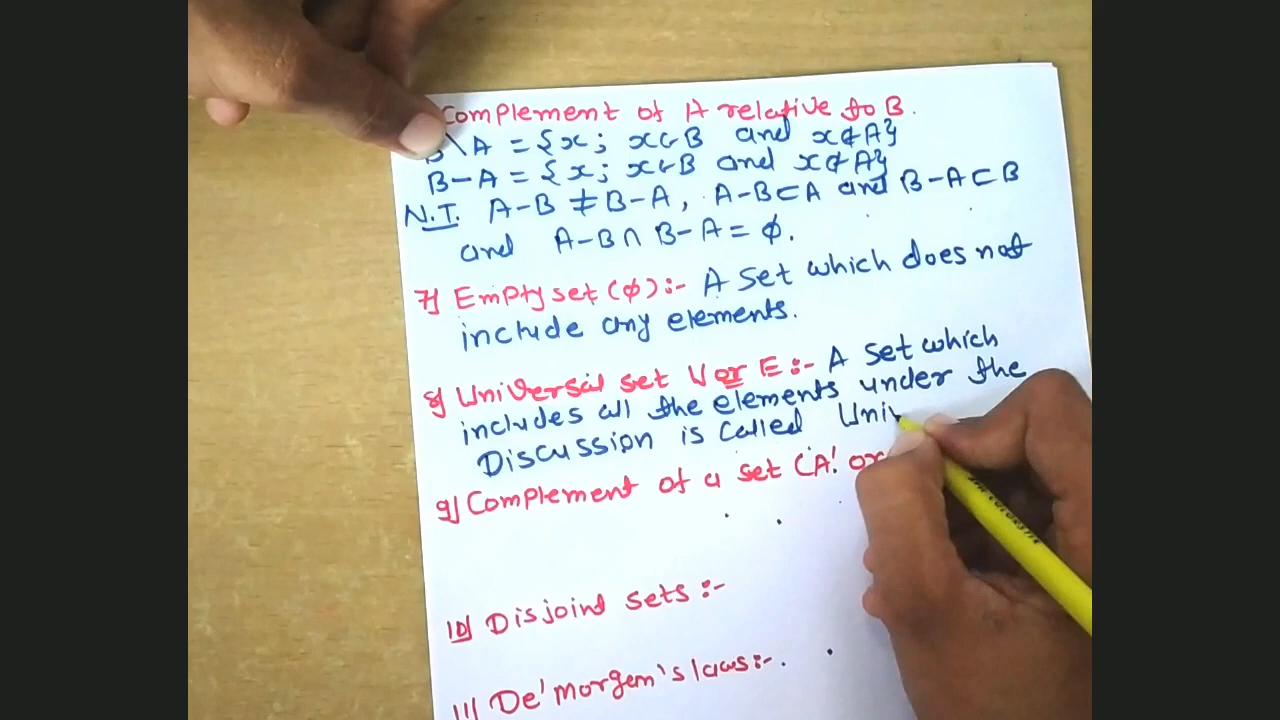 Complement of A relative to B.
B\A = {x; x∈B and x∉A}
B-A = {x; x∈B and x∉A}
N.T. A-B ≠ B-A, A-B⊂A and B-A⊂B
and A-B∩B-A = ϕ.
7) Empty set (ϕ):- A set which does not
include any elements.
8) Universal set U or E:- A set which
includes all the elements under the
Discussion is called Uni
9) Complement of a set (A' or
10) Disjoint sets:-
11) De'morgem's laws:-.